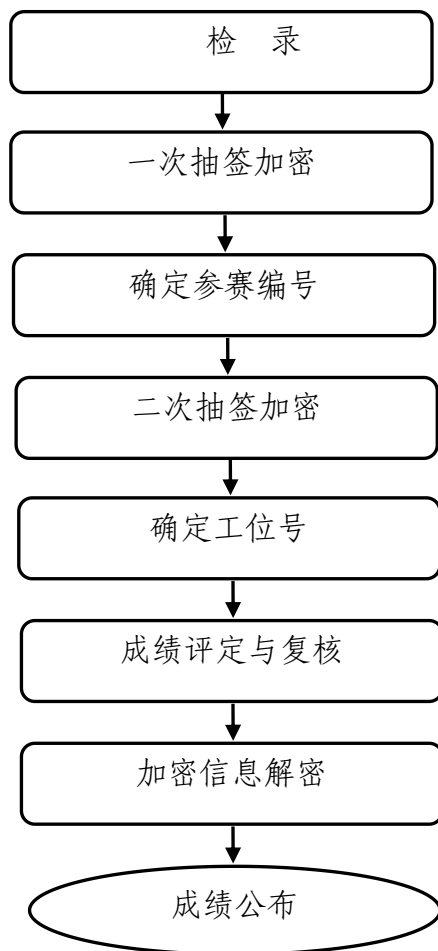 检 录
一次抽签加密
确定参赛编号
二次抽签加密
确定工位号
成绩评定与复核
加密信息解密
成绩公布